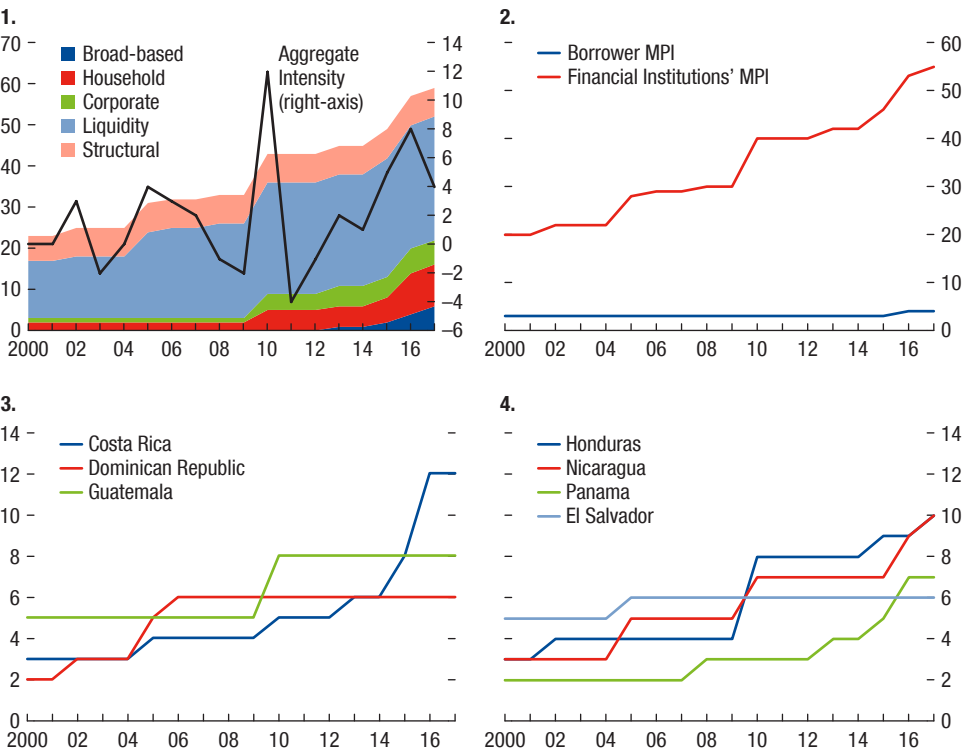 1.
70
60
50
40
30
20
10
0
Broad-based
Household
Corporate
Liquidity
Structural
Aggregate
Intensity
(right-axis)
14
12
10
8
6
4
2
0
–2
–4
–6
2000 02 04 06 08 10 12 14 16
2.
Borrower MPI
Financial Institutions’ MPI
60
50
40
30
20
10
0
2000 02 04 06 08 10 12 14 16
3.
14
12
10
8
6
4
2
0
Costa Rica
Dominican Republic
Guatemala
2000 02 04 06 08 10 12 14 16
4.
Honduras
Nicaragua
Panama
El Salvador
14
12
10
8
6
4
2
0
2000 02 04 06 08 10 12 14 16